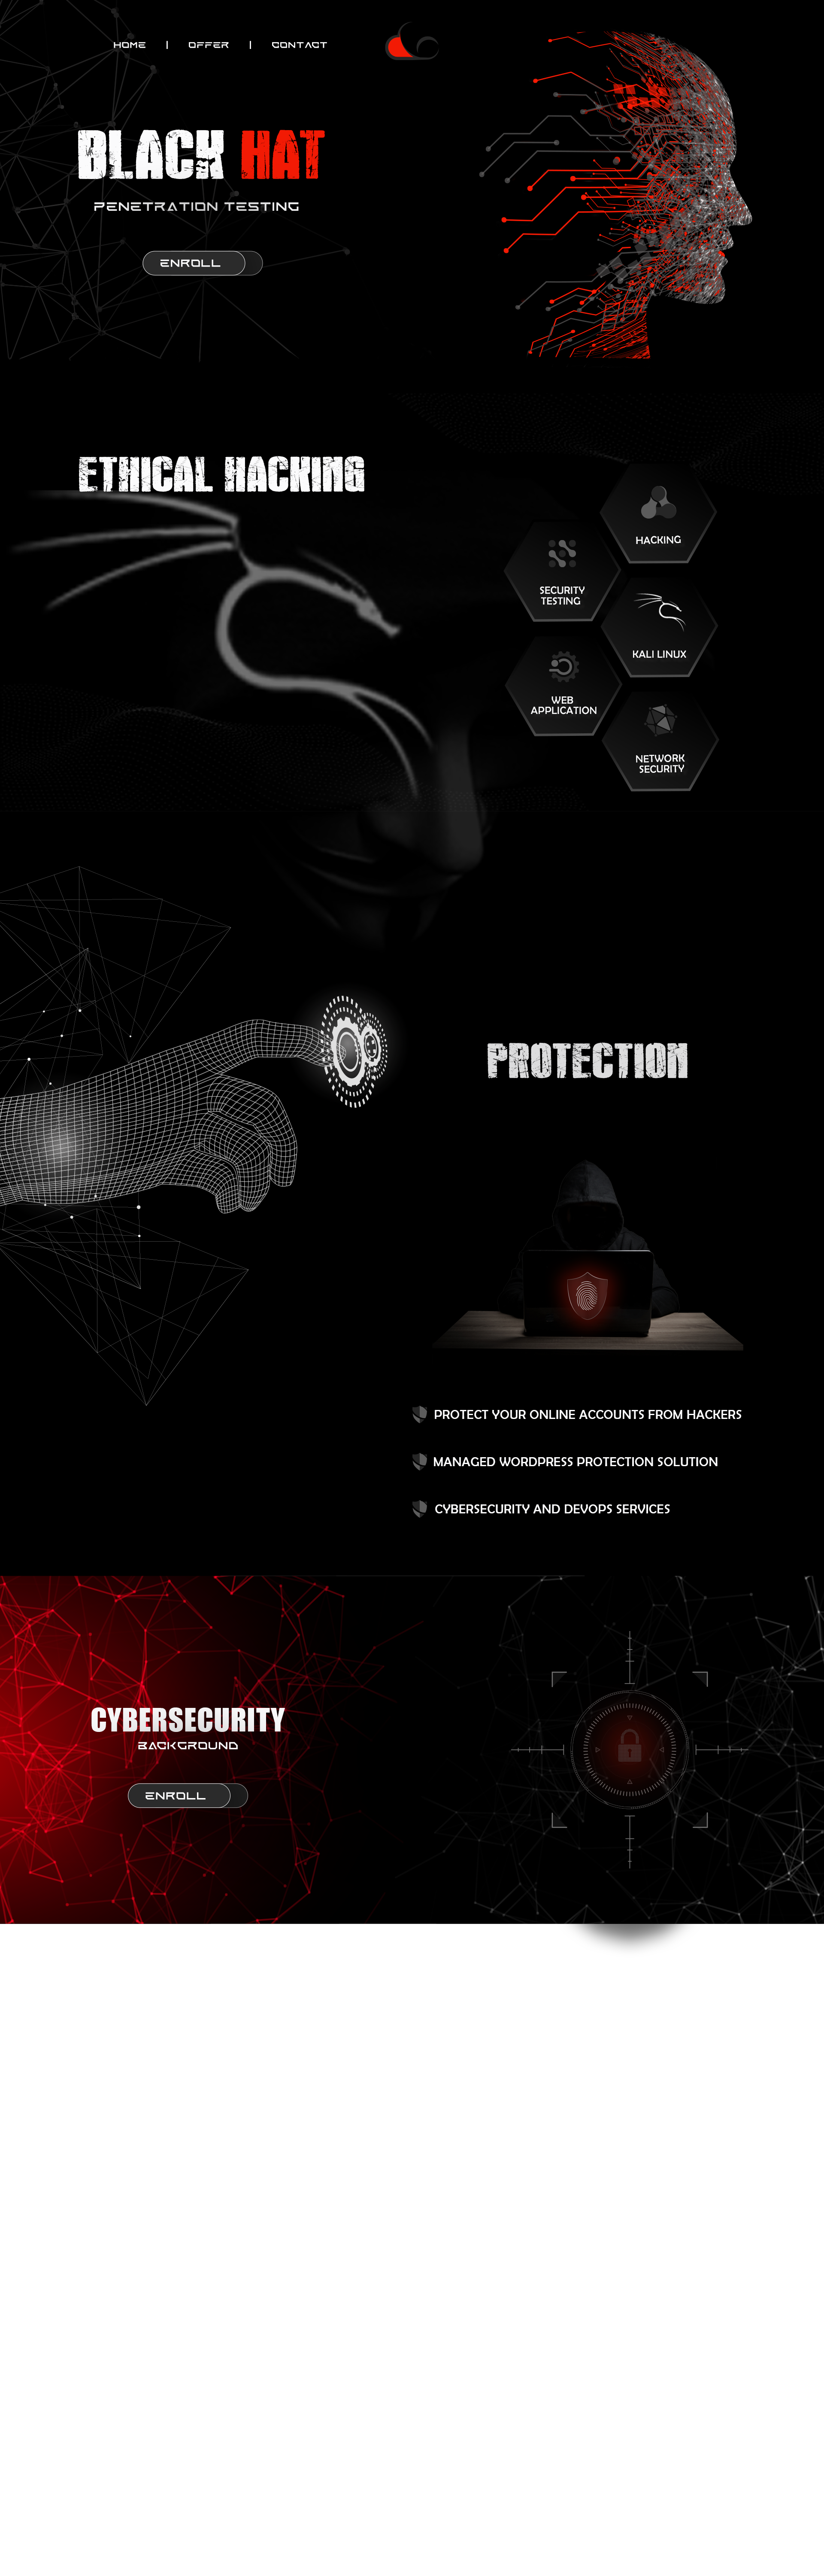 HOME | OFFER | CONTACT
BLACK HAT
PENETRATION TESTING
ENROLL
ETHICAL HACKING
HACKING
SECURITY
TESTING
KALI LINUX
WEB
APPLICATION
NETWORK
SECURITY
PROTECTION
PROTECT YOUR ONLINE ACCOUNTS FROM HACKERS
MANAGED WORDPRESS PROTECTION SOLUTION
CYBERSECURITY AND DEVOPS SERVICES
CYBERSECURITY
BACKGROUND
ENROLL